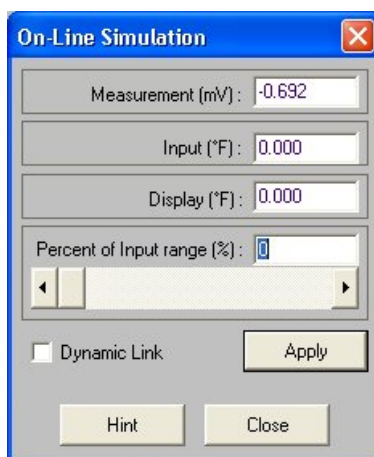 On-Line Simulation
Measurement (mV) : -0.692
Input (°F) : 0.000
Display (°F) : 0.000
Percent of Input range (%) : 0
Dynamic Link Apply
Hint Close